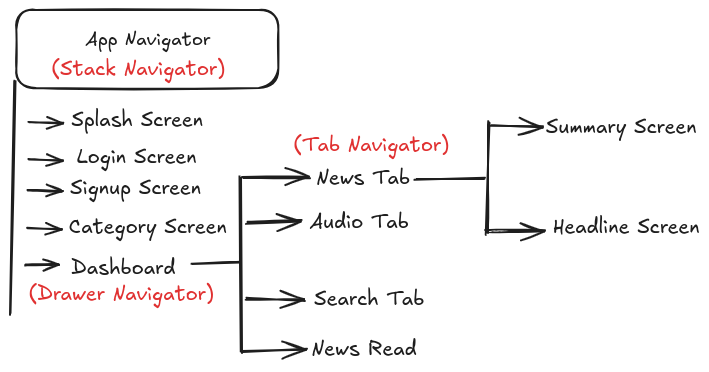 App Navigator
(Stack Navigator)
Splash Screen
Login Screen
Signup Screen
Category Screen
Dashboard
(Drawer Navigator)
(Tab Navigator)
News Tab
Audio Tab
Search Tab
News Read
Summary Screen
Headline Screen